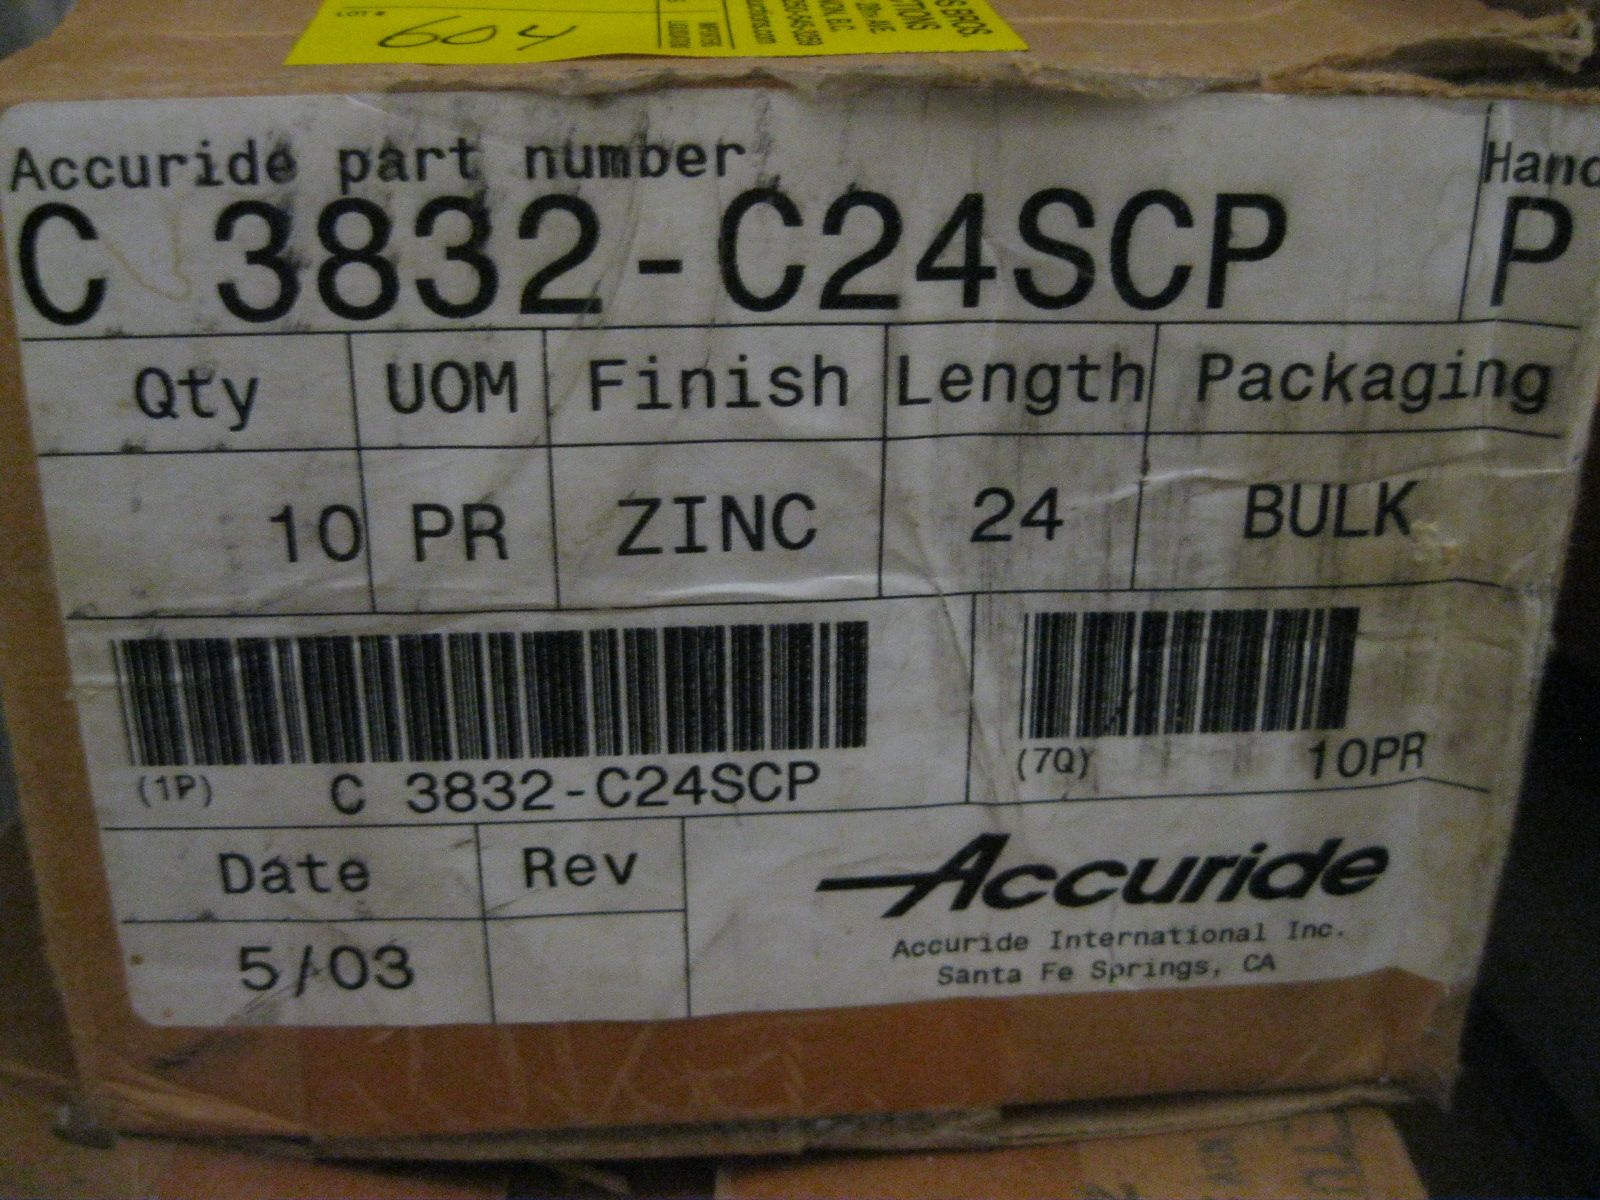 LOT #
604
Accuride part number
C 3832-C24SCP
P
Qty UOM Finish Length Packaging
10 PR ZINC 24 BULK
(1P) C 3832-C24SCP
(7Q) 10PR
Date Rev
5/03
Accuride
Accuride International Inc.
Santa Fe Springs, CA